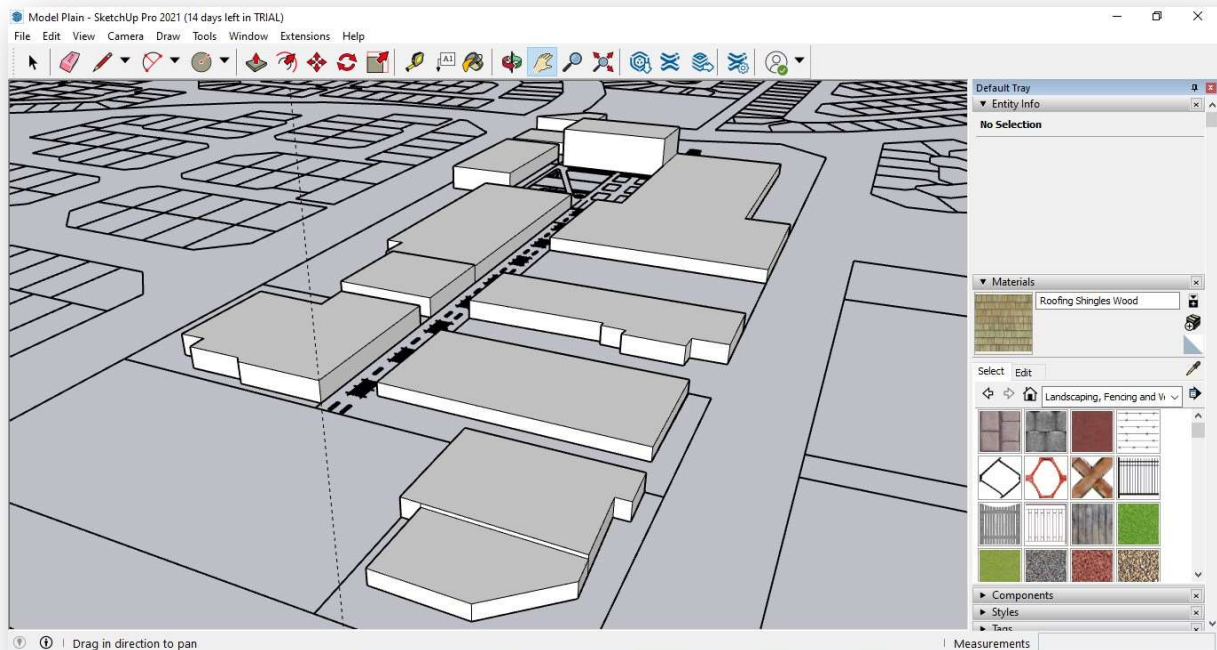 Model Plain - SketchUp Pro 2021 (14 days left in TRIAL)
File Edit View Camera Draw Tools Window Extensions Help
A1
Default Tray
Entity Info
No Selection
Materials
Roofing Shingles Wood
Select Edit
Landscaping, Fencing and
Components
Styles
Tags
Drag in direction to pan
Measurements